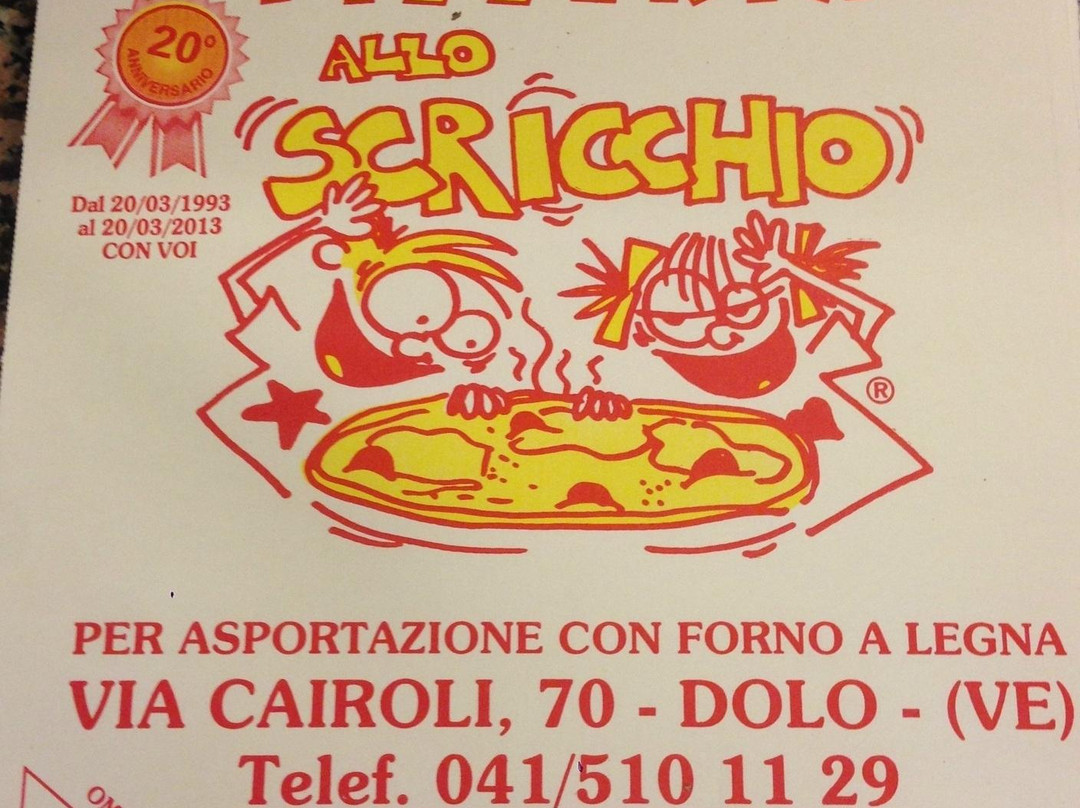 20°
ANNIVERSARIO
ALLO
SCRICCHIO
Dal 20/03/1993
al 20/03/2013
CON VOI
®
PER ASPORTAZIONE CON FORNO A LEGNA
VIA CAIROLI, 70 - DOLO - (VE)
Telef. 041/510 11 29